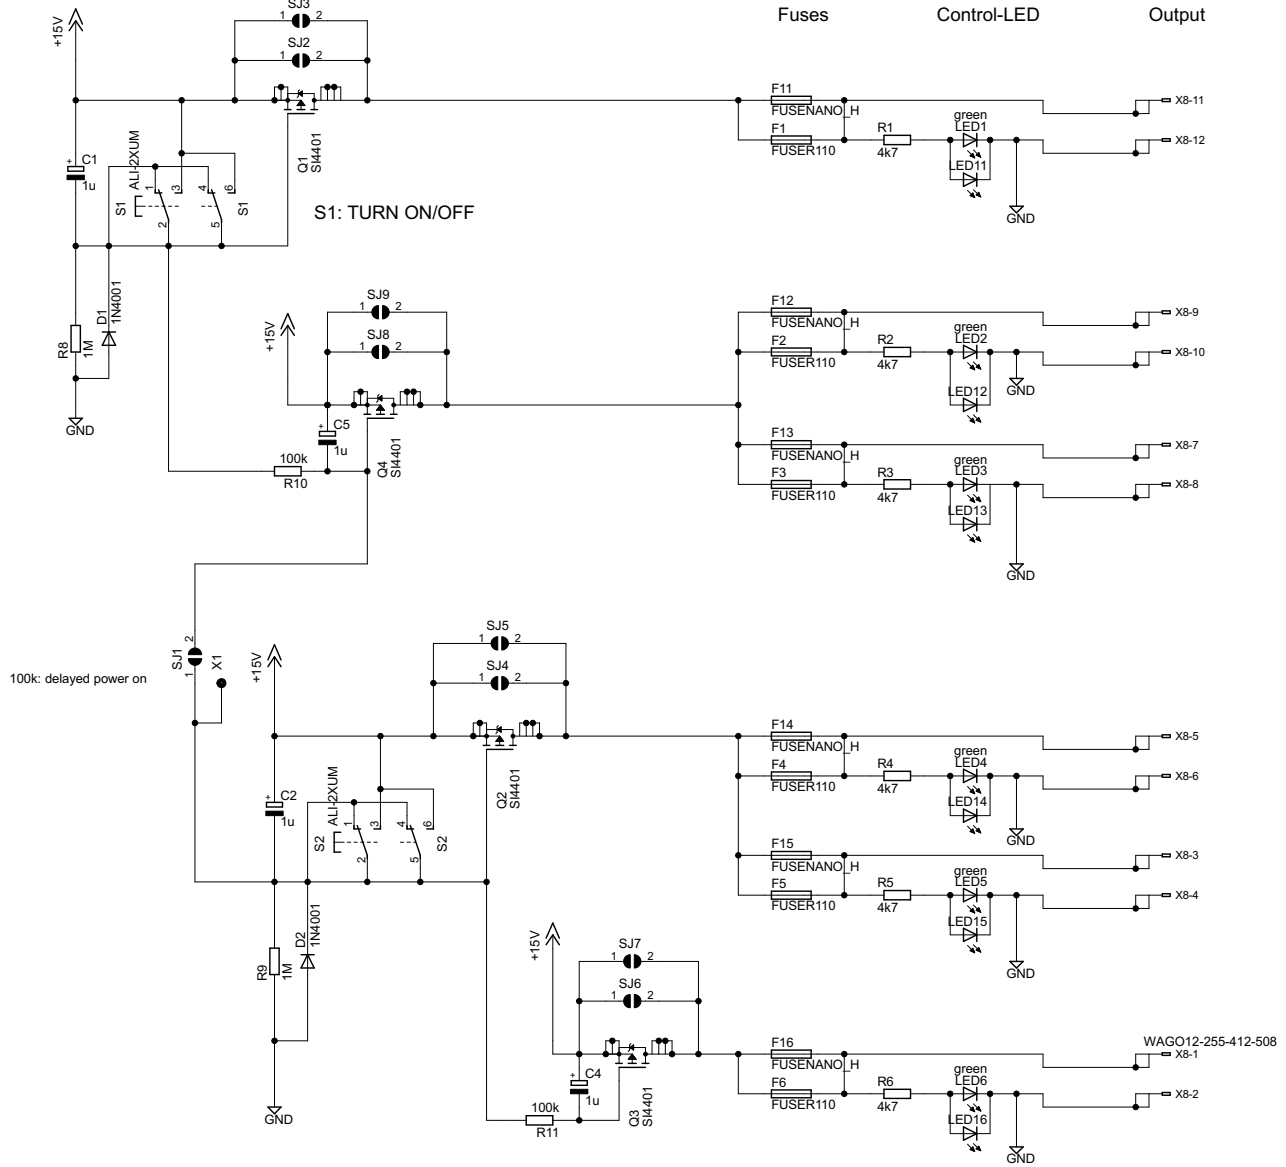 SJ3
Fuses
Control-LED
Output
+15V
1
2
SJ2
1
2
F11
FUSENANO_H
X8-11
green
F1
FUSER110
R1
4k7
LED1
X8-12
LED11
GND
ALI-2XUM
C1
+
1u
1
3
4
6
S1
S1
2
5
Q1
SI4401
S1: TURN ON/OFF
D1
1N4001
R8
1M
GND
+15V
SJ9
1
2
SJ8
1
2
F12
FUSENANO_H
X8-9
green
F2
FUSER110
R2
4k7
LED2
X8-10
GND
LED12
+
C5
1u
Q4
SI4401
100k
R10
F13
FUSENANO_H
X8-7
green
F3
FUSER110
R3
4k7
LED3
X8-8
LED13
GND
SJ1
2
1
X1
100k: delayed power on
+15V
SJ5
1
2
SJ4
1
2
F14
FUSENANO_H
X8-5
green
F4
FUSER110
R4
4k7
LED4
X8-6
LED14
GND
ALI-2XUM
C2
+
1u
1
3
4
6
S2
S2
2
5
Q2
SI4401
F15
FUSENANO_H
X8-3
green
F5
FUSER110
R5
4k7
LED5
X8-4
LED15
GND
D2
1N4001
R9
1M
GND
+15V
SJ7
1
2
SJ6
1
2
F16
FUSENANO_H
WAGO12-255-412-508
X8-1
green
F6
FUSER110
R6
4k7
LED6
X8-2
LED16
GND
+
C4
1u
100k
R11
Q3
SI4401